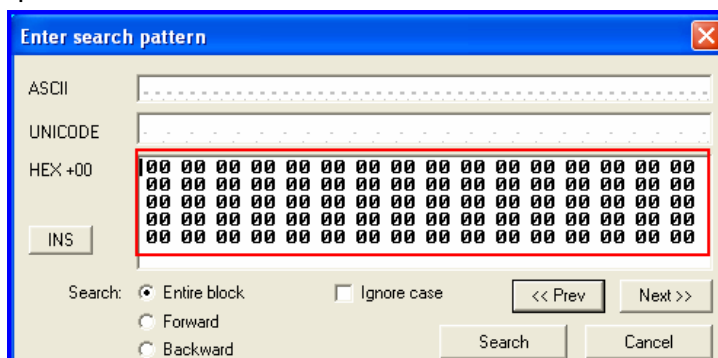 Enter search pattern
ASCII
UNICODE
HEX +00
00 00 00 00 00 00 00 00 00 00 00 00 00 00 00 00
00 00 00 00 00 00 00 00 00 00 00 00 00 00 00 00
00 00 00 00 00 00 00 00 00 00 00 00 00 00 00 00
00 00 00 00 00 00 00 00 00 00 00 00 00 00 00 00
00 00 00 00 00 00 00 00 00 00 00 00 00 00 00 00
INS
Search: Entire block Ignore case << Prev Next >>
Forward
Backward Search Cancel